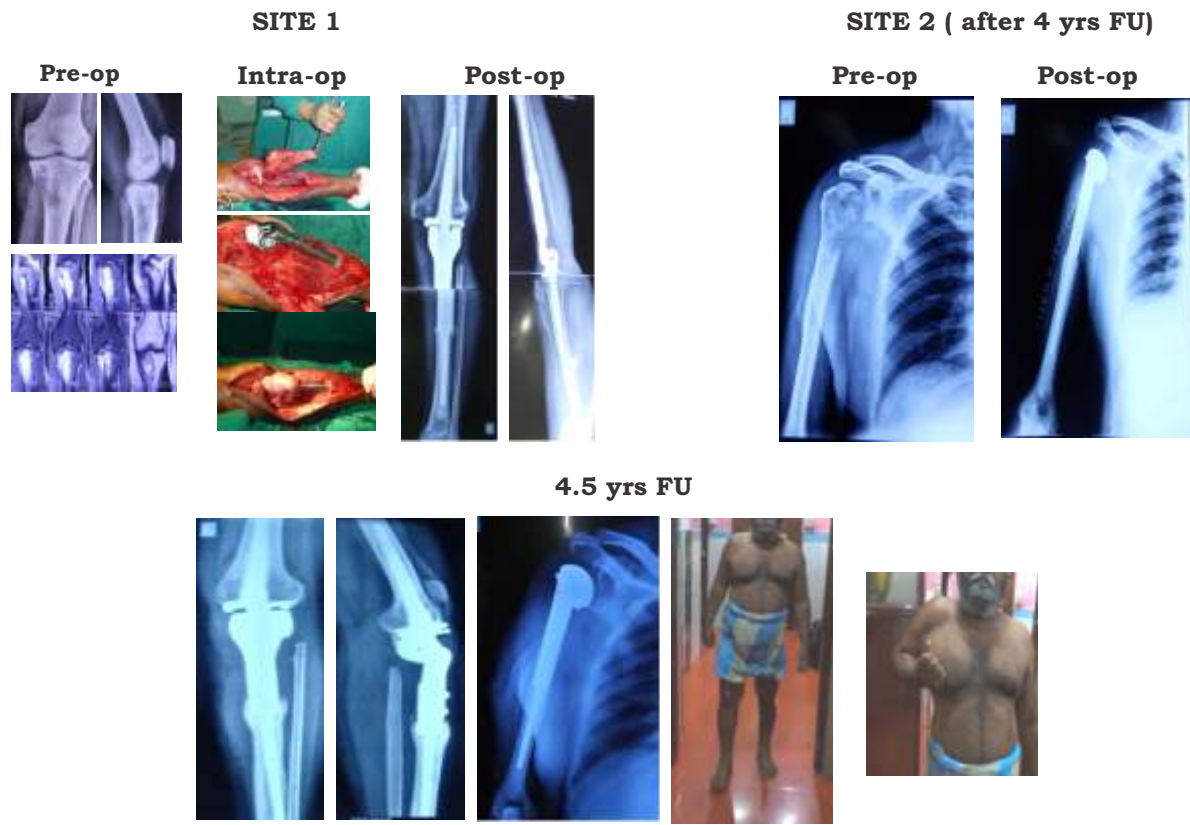 SITE 1
SITE 2 ( after 4 yrs FU)
Pre-op
Intra-op
Post-op
Pre-op
Post-op
4.5 yrs FU